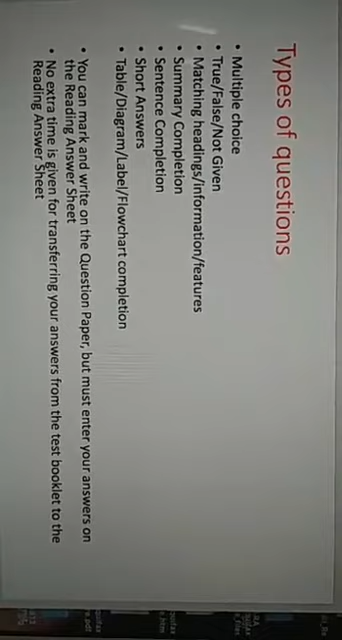 Types of questions
• Multiple choice
• True/False/Not Given
• Matching headings/information/features
• Summary Completion
• Sentence Completion
• Short Answers
• Table/Diagram/Label/Flowchart completion
• You can mark and write on the Question Paper, but must enter your answers on
the Reading Answer Sheet
• No extra time is given for transferring your answers from the test booklet to the
Reading Answer Sheet